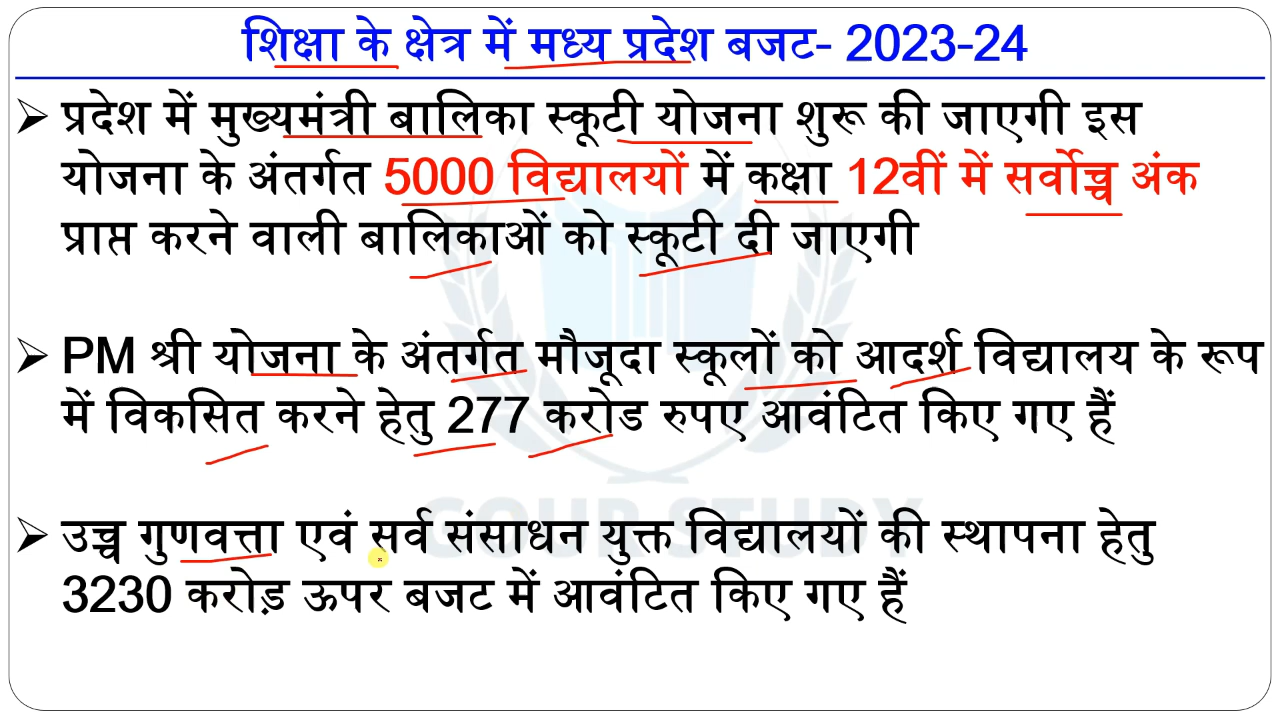 शिक्षा के क्षेत्र में मध्य प्रदेश बजट- 2023-24
➢ प्रदेश में मुख्यमंत्री बालिका स्कूटी योजना शुरू की जाएगी इस
योजना के अंतर्गत 5000 विद्यालयों में कक्षा 12वीं में सर्वोच्च अंक
प्राप्त करने वाली बालिकाओं को स्कूटी दी जाएगी
➢ PM श्री योजना के अंतर्गत मौजूदा स्कूलों को आदर्श विद्यालय के रूप
में विकसित करने हेतु 277 करोड रुपए आवंटित किए गए हैं
➢ उच्च गुणवत्ता एवं सर्व संसाधन युक्त विद्यालयों की स्थापना हेतु
3230 करोड़ ऊपर बजट में आवंटित किए गए हैं
GOUR STUDY